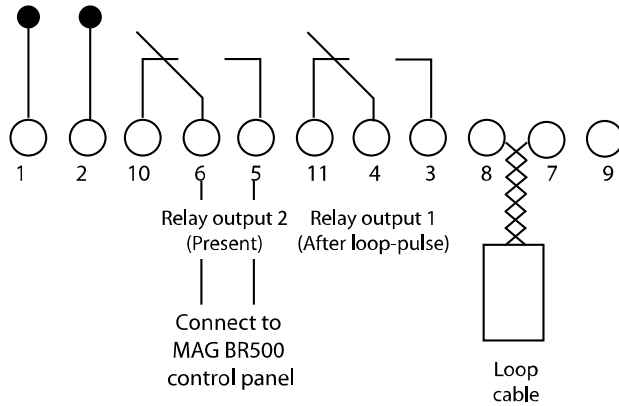 1 2 10 6 5 11 4 3 8 7 9
Relay output 2
(Present)
Relay output 1
(After loop-pulse)
Connect to
MAG BR500
control panel
Loop
cable